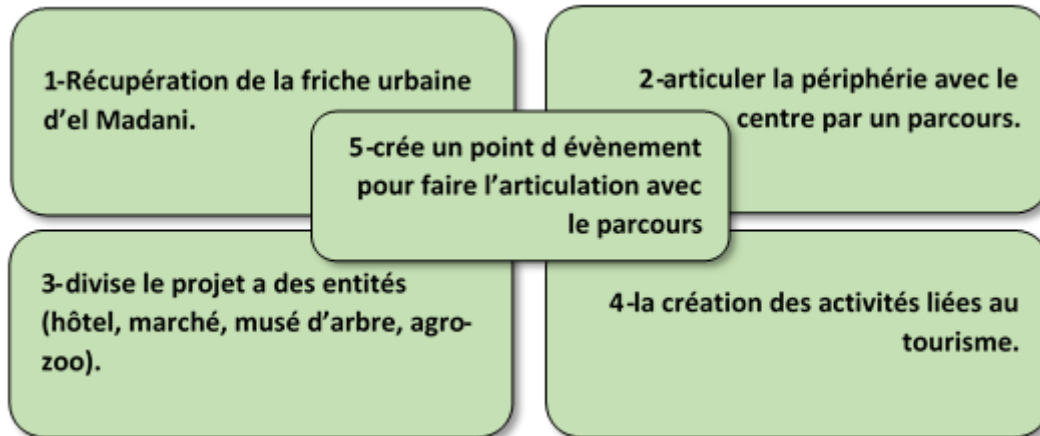 1-Récupération de la friche urbaine
d’el Madani.
2-articuler la périphérie avec le
centre par un parcours.
5-crée un point d évènement
pour faire l’articulation avec
le parcours
3-divise le projet a des entités
(hôtel, marché, musé d’arbre, agro-
zoo).
4-la création des activités liées au
tourisme.